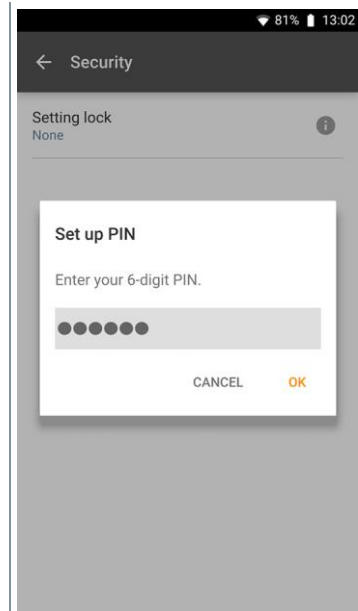 81% 13:02
Security
Setting lock
None
Set up PIN
Enter your 6-digit PIN.
●●●●●●
CANCEL OK